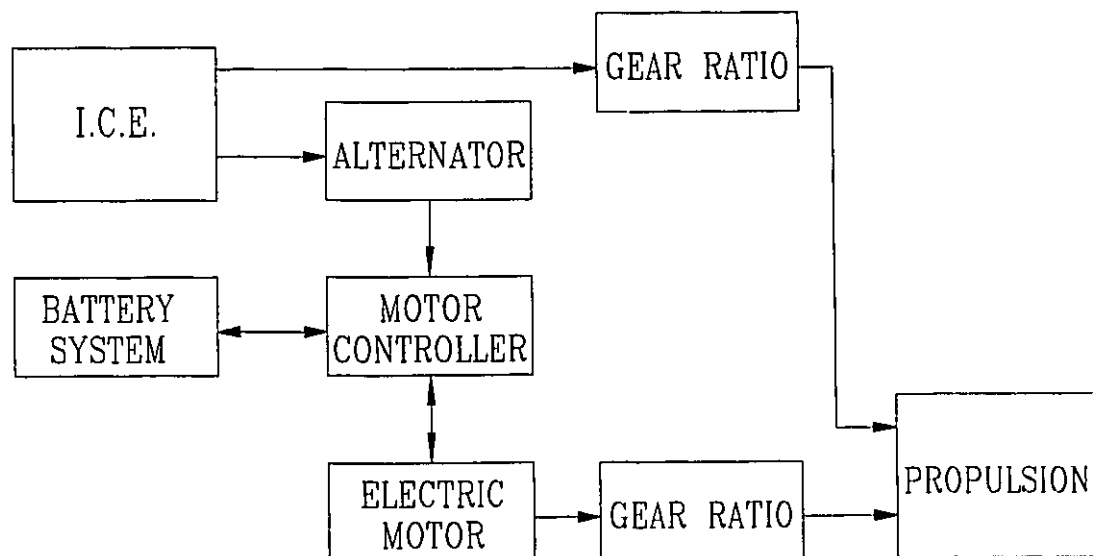 GEAR RATIO
I.C.E.
ALTERNATOR
BATTERY
SYSTEM
MOTOR
CONTROLLER
ELECTRIC
MOTOR
GEAR RATIO
PROPULSION